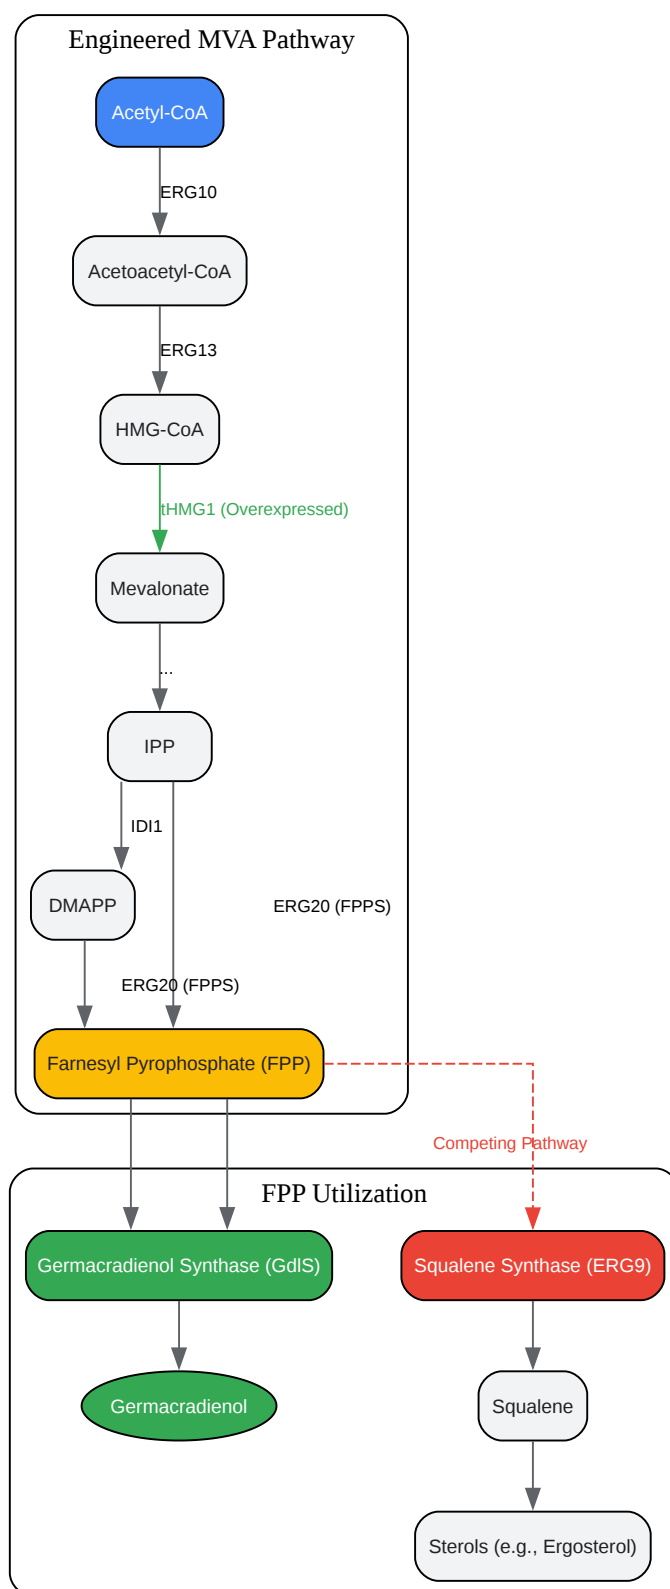 Engineered MVA Pathway
Acetyl-CoA
ERG10
Acetoacetyl-CoA
ERG13
HMG-CoA
tHMG1 (Overexpressed)
Mevalonate
...
IPP
IDI1
DMAPP
ERG20 (FPPS)
ERG20 (FPPS)
Farnesyl Pyrophosphate (FPP)
Competing Pathway
FPP Utilization
Germacradienol Synthase (GdlS)
Squalene Synthase (ERG9)
Germacradienol
Squalene
Sterols (e.g., Ergosterol)